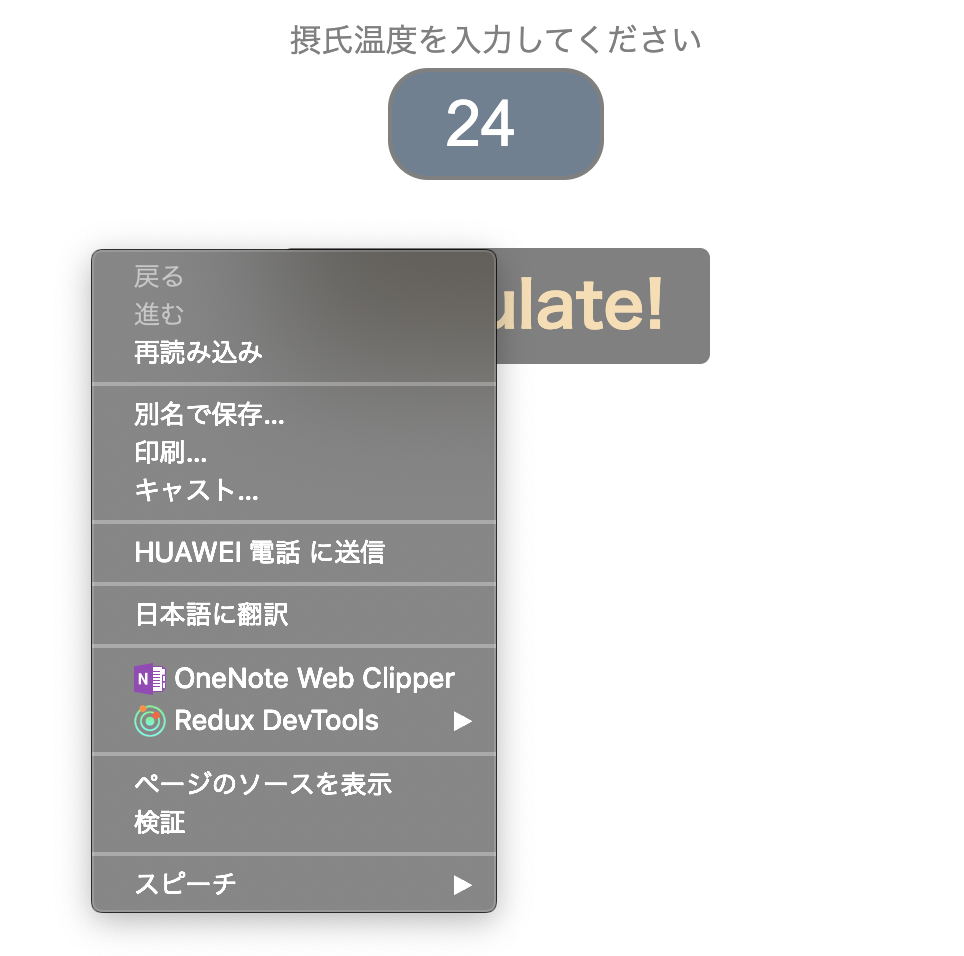 摂氏温度を入力してください
24
ulate!
戻る
進む
再読み込み
別名で保存...
印刷...
キャスト...
HUAWEI 電話 に送信
日本語に翻訳
N OneNote Web Clipper
Redux DevTools
ページのソースを表示
検証
スピーチ